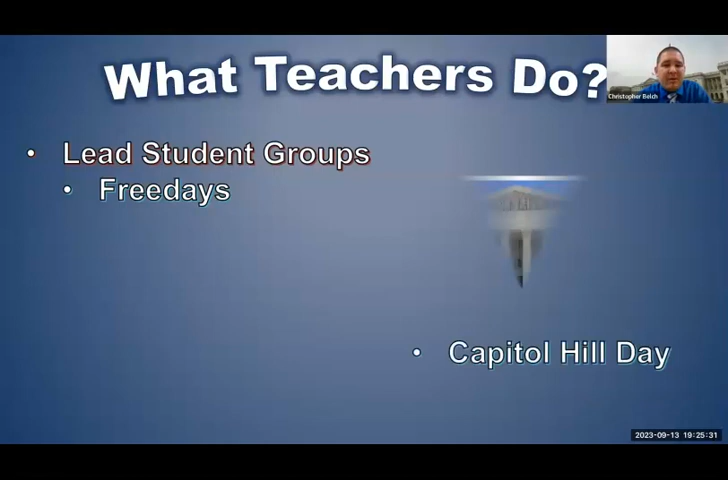 What Teachers Do?
Christopher Belch
• Lead Student Groups
• Freedays
• Capitol Hill Day
2023-09-13 19:25:31